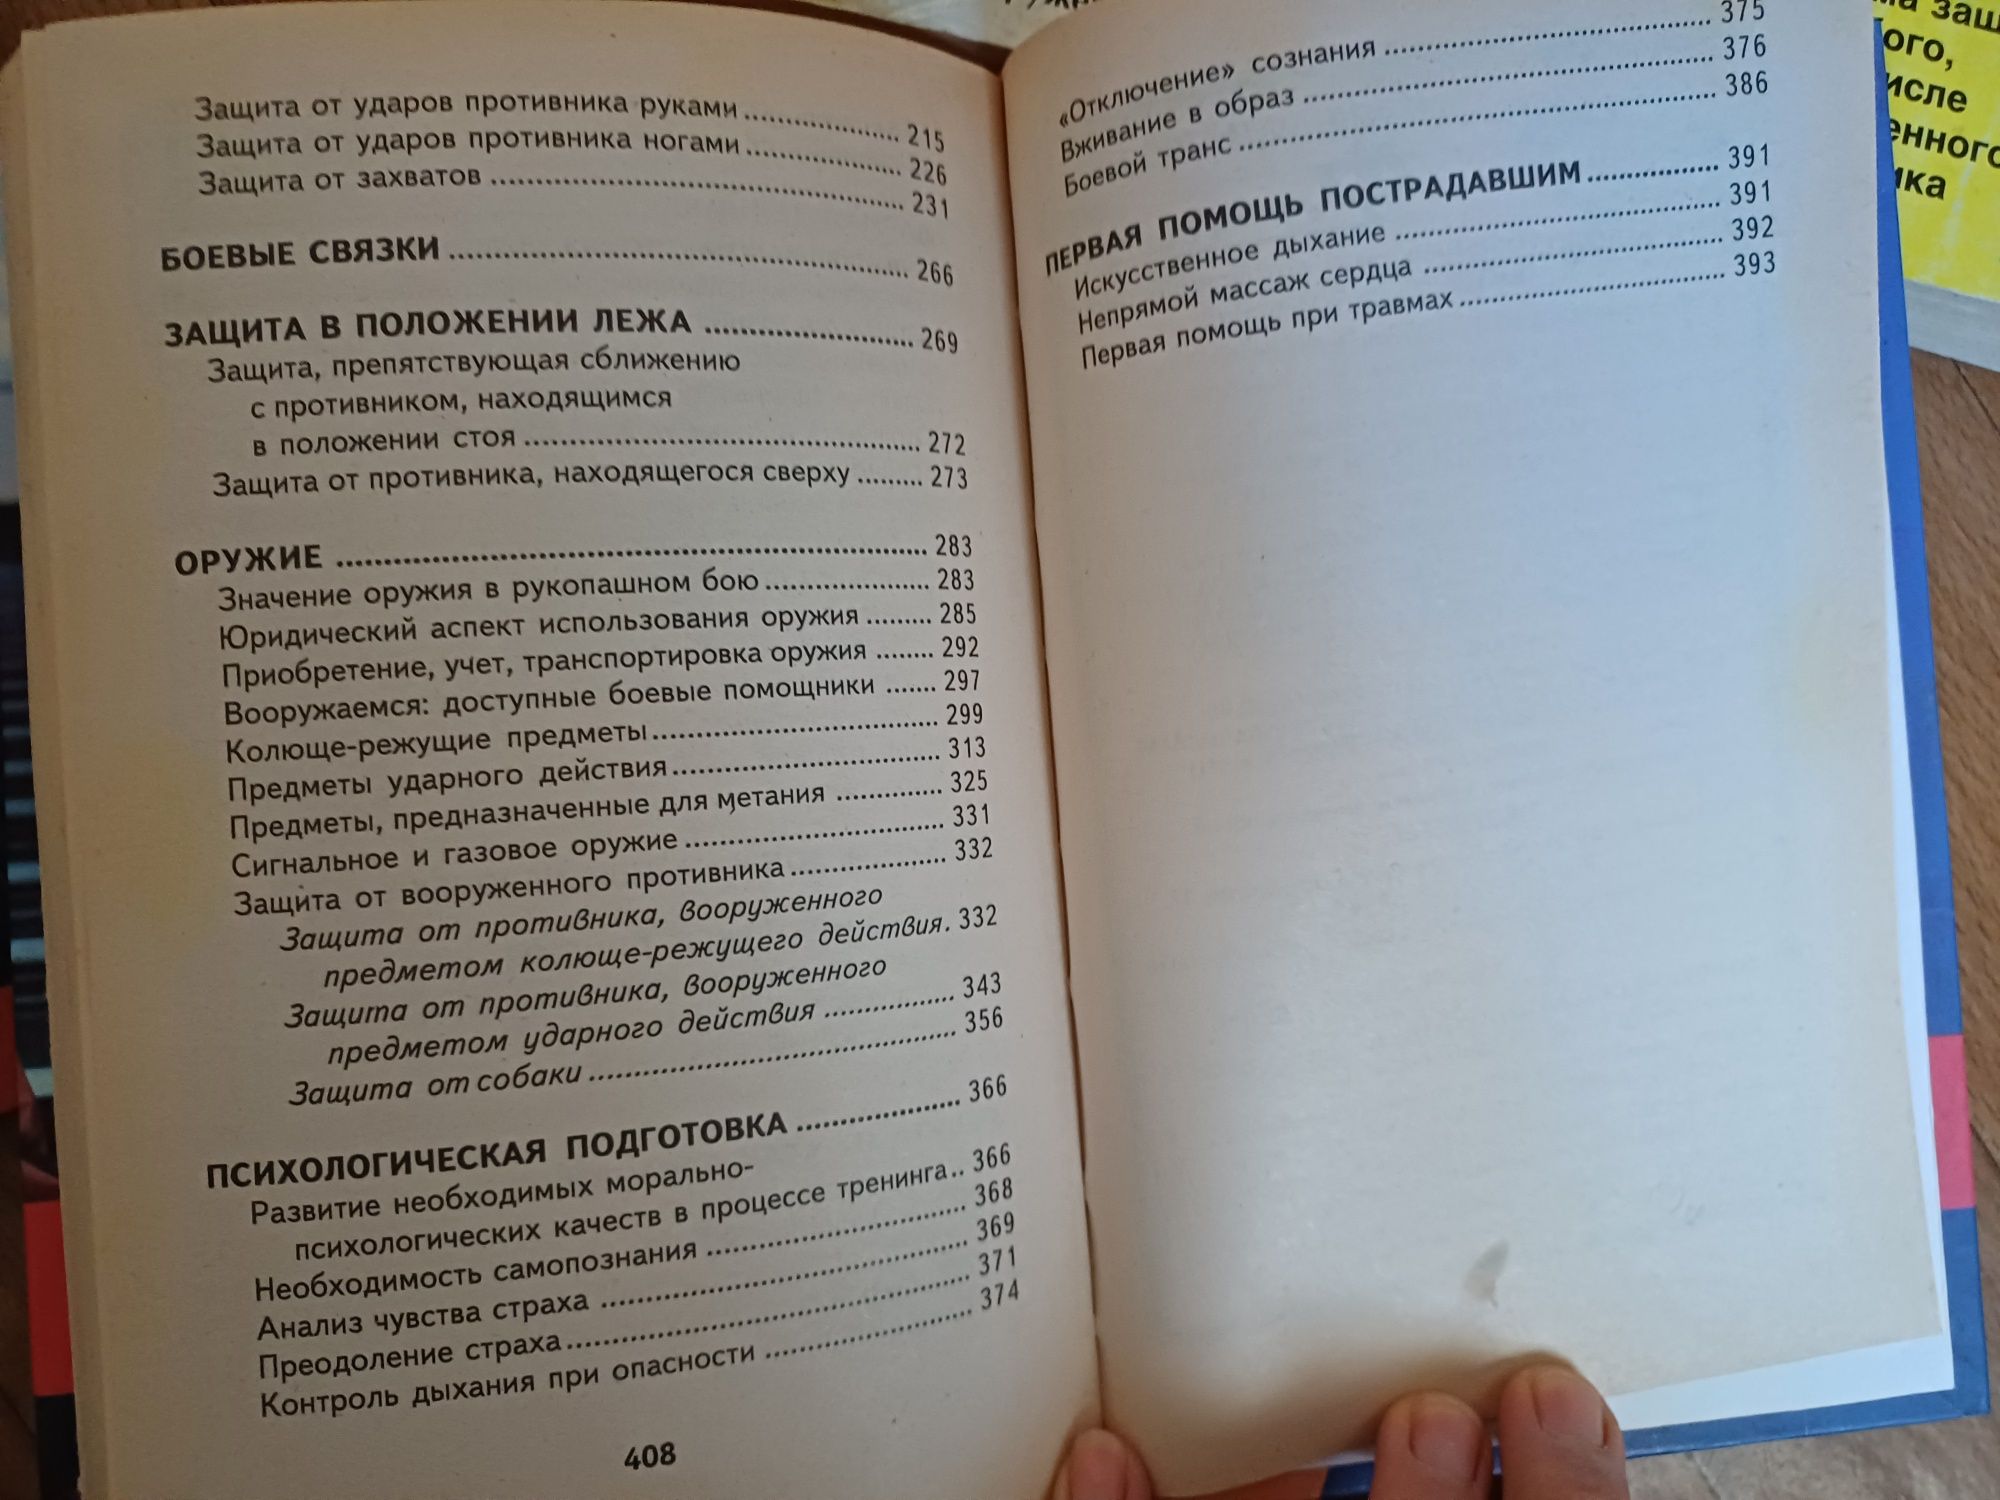 Защита от ударов противника руками.................... 215
Защита от ударов противника ногами.................... 226
Защита от захватов .................... 231
БОЕВЫЕ СВЯЗКИ .................... 266
ЗАЩИТА В ПОЛОЖЕНИИ ЛЕЖА .................... 269
Защита, препятствующая сближению
с противником, находящимся
в положении стоя .................... 272
Защита от противника, находящегося сверху ......... 273
ОРУЖИЕ .................... 283
Значение оружия в рукопашном бою .................... 283
Юридический аспект использования оружия ......... 285
Приобретение, учет, транспортировка оружия ........ 292
Вооружаемся: доступные боевые помощники ....... 297
Колюще-режущие предметы.................... 299
Предметы ударного действия.................... 313
Предметы, предназначенные для метания .............. 325
Сигнальное и газовое оружие .................... 331
Защита от вооруженного противника .................... 332
Защита от противника, вооруженного
предметом колюще-режущего действия. 332
Защита от противника, вооруженного
предметом ударного действия ................. 343
Защита от собаки .................... 356
ПСИХОЛОГИЧЕСКАЯ ПОДГОТОВКА .................... 366
Развитие необходимых морально-
психологических качеств в процессе тренинга.. 366
Необходимость самопознания .................... 368
Анализ чувства страха .................... 369
Преодоление страха.................... 371
Контроль дыхания при опасности .................... 374
408
«Отключение» сознания .................... 375
Вживание в образ .................... 376
Боевой транс .................... 386
ПЕРВАЯ ПОМОЩЬ ПОСТРАДАВШИМ .................... 391
Искусственное дыхание .................... 391
Непрямой массаж сердца .................... 392
Первая помощь при травмах .................... 393